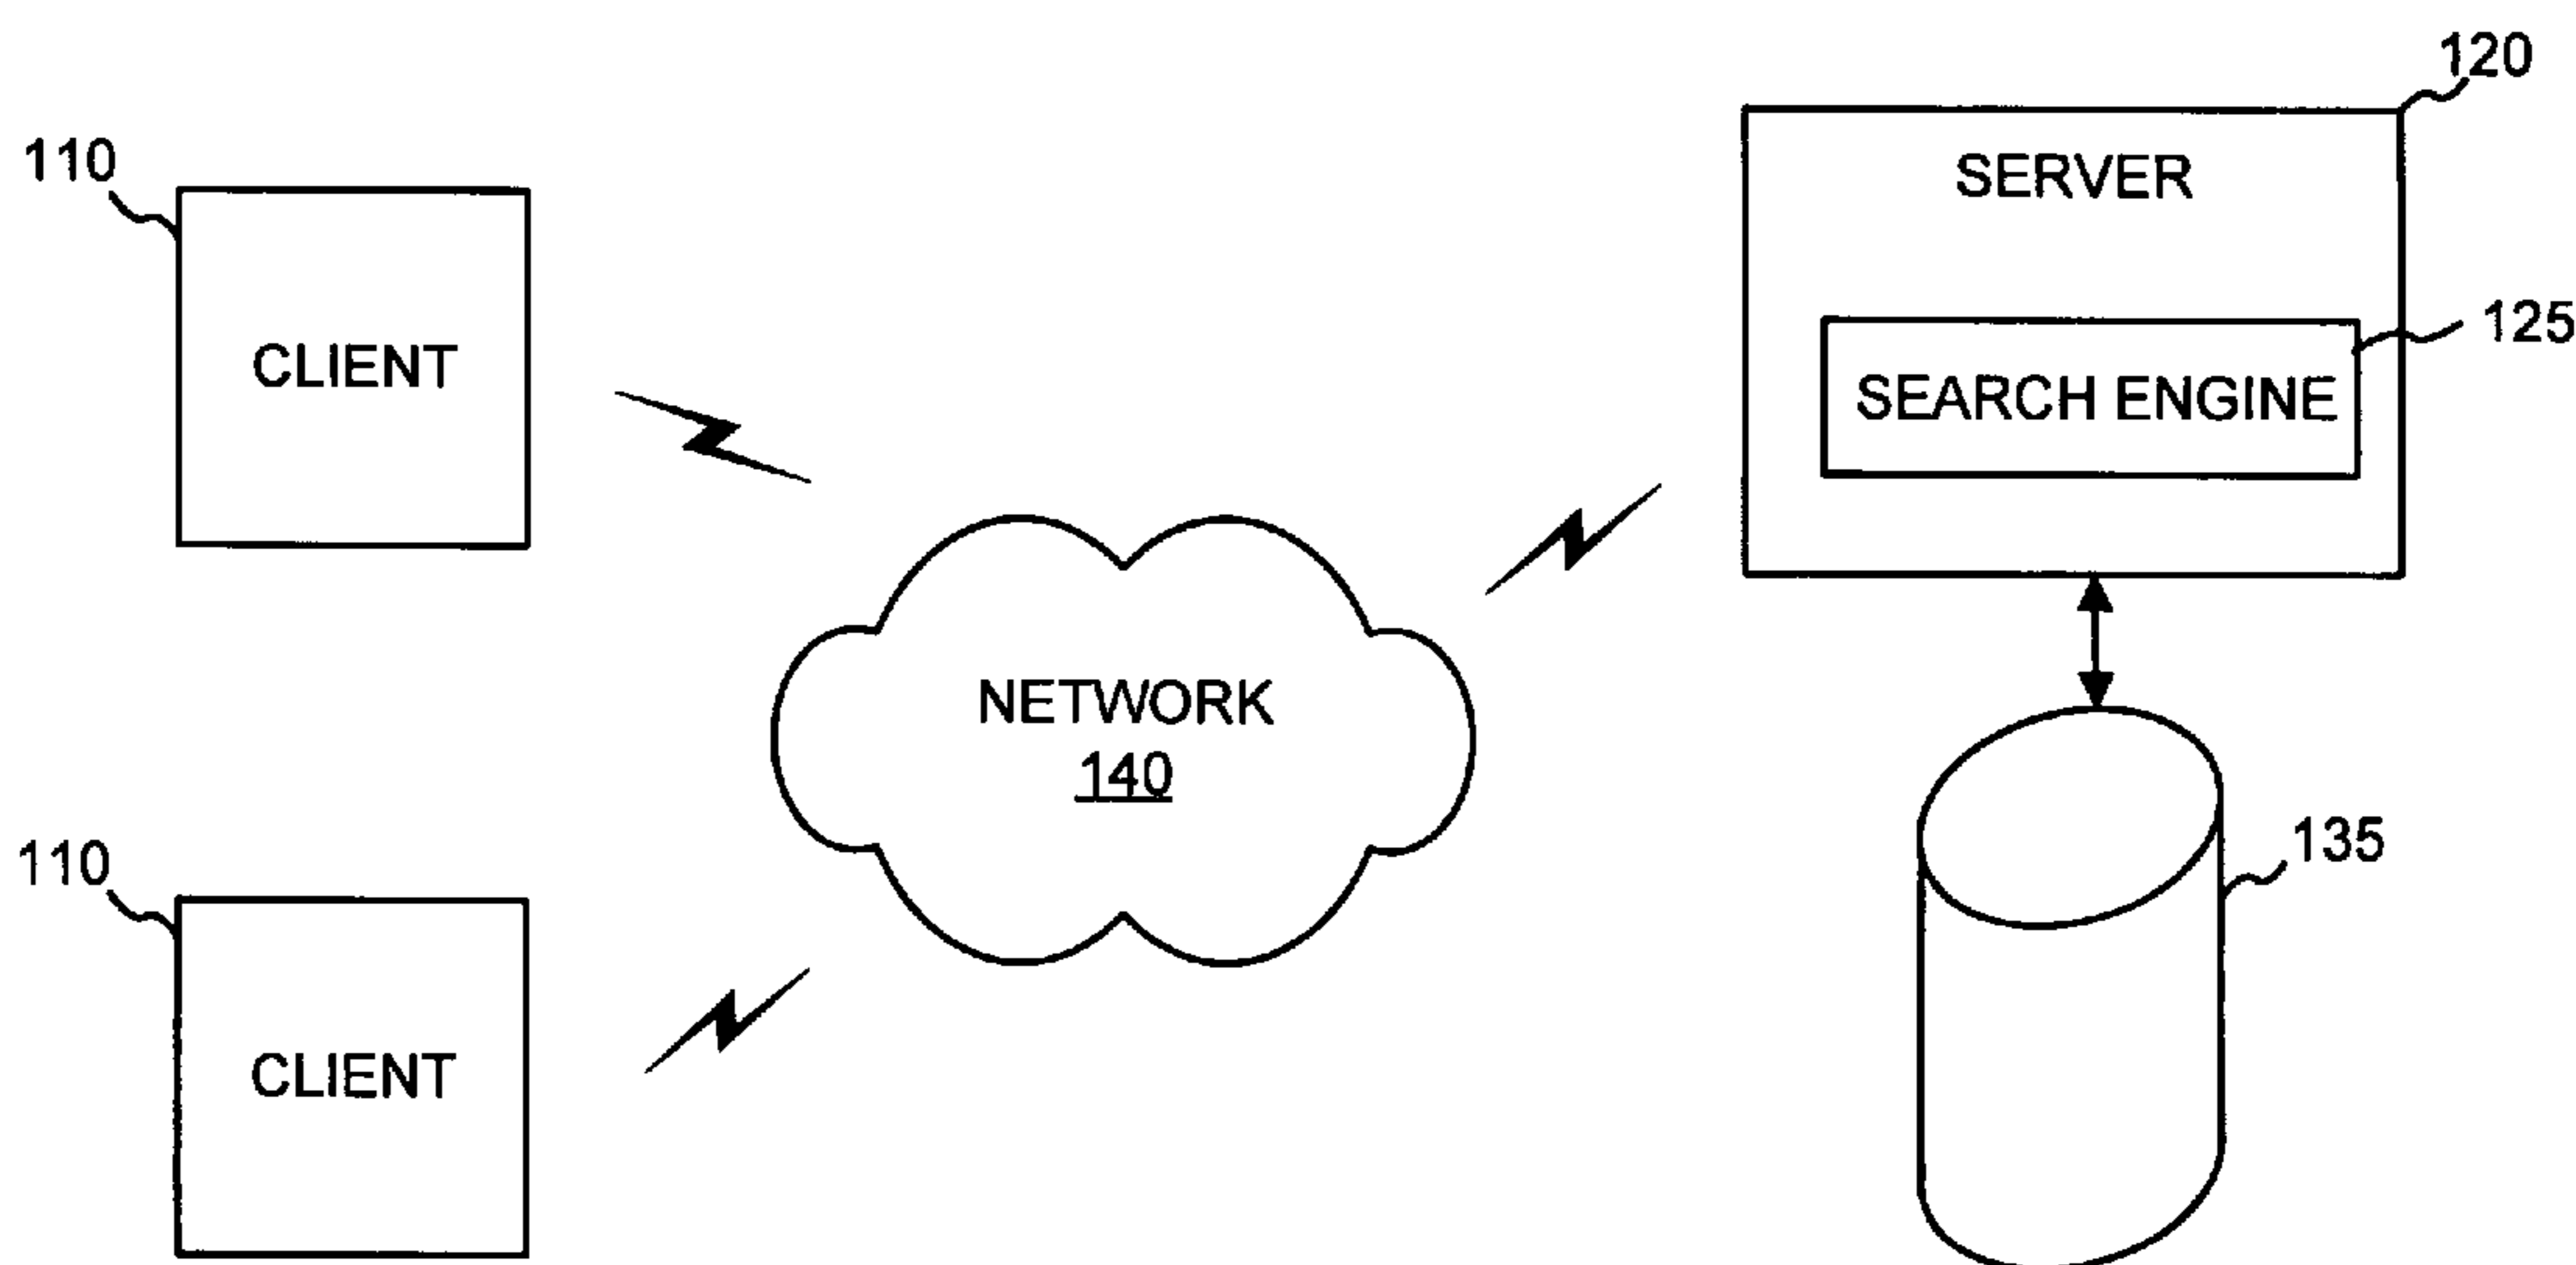 120
110
SERVER
125
CLIENT
SEARCH ENGINE
NETWORK
140
110
135
CLIENT